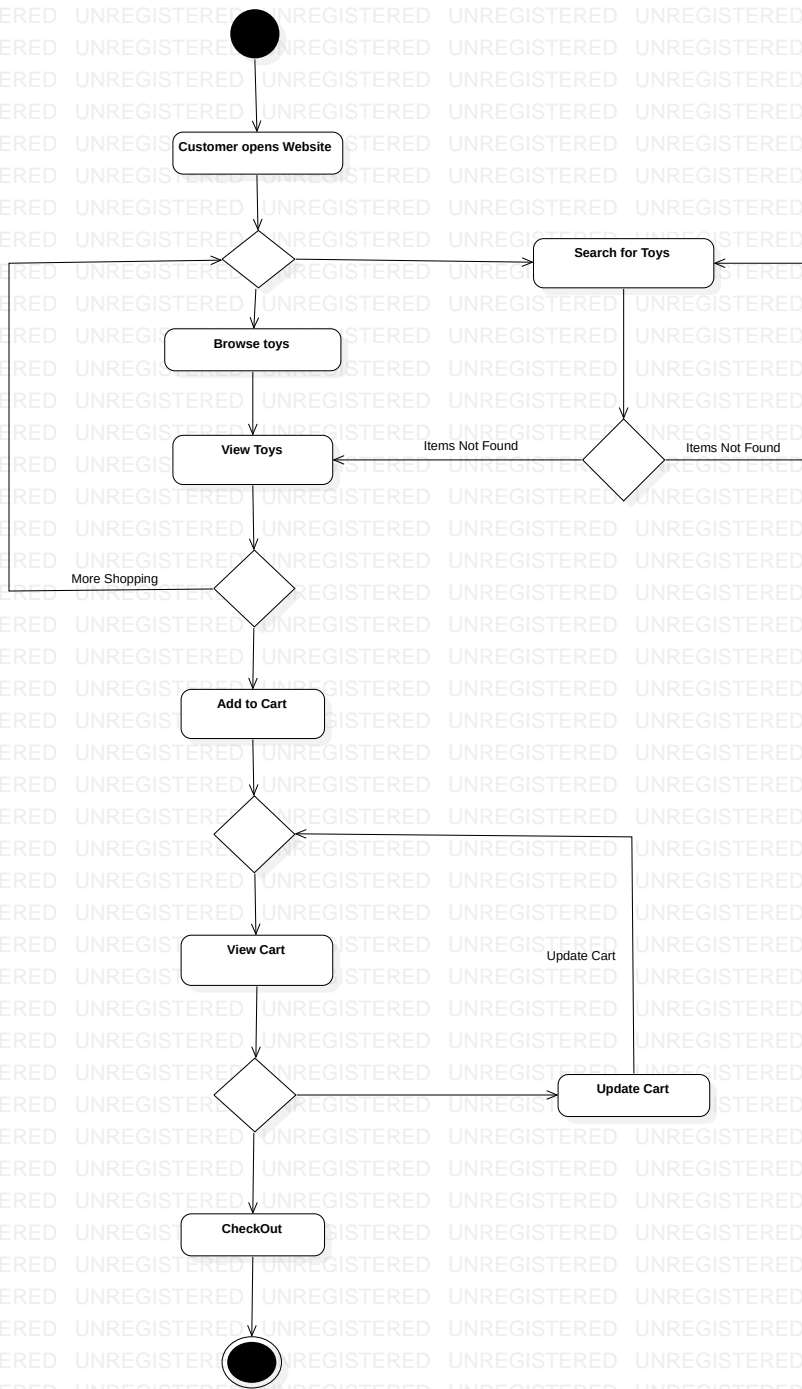 Customer opens Website
Search for Toys
Browse toys
View Toys
Items Not Found
Items Not Found
More Shopping
Add to Cart
View Cart
Update Cart
Update Cart
CheckOut
UNREGISTERED